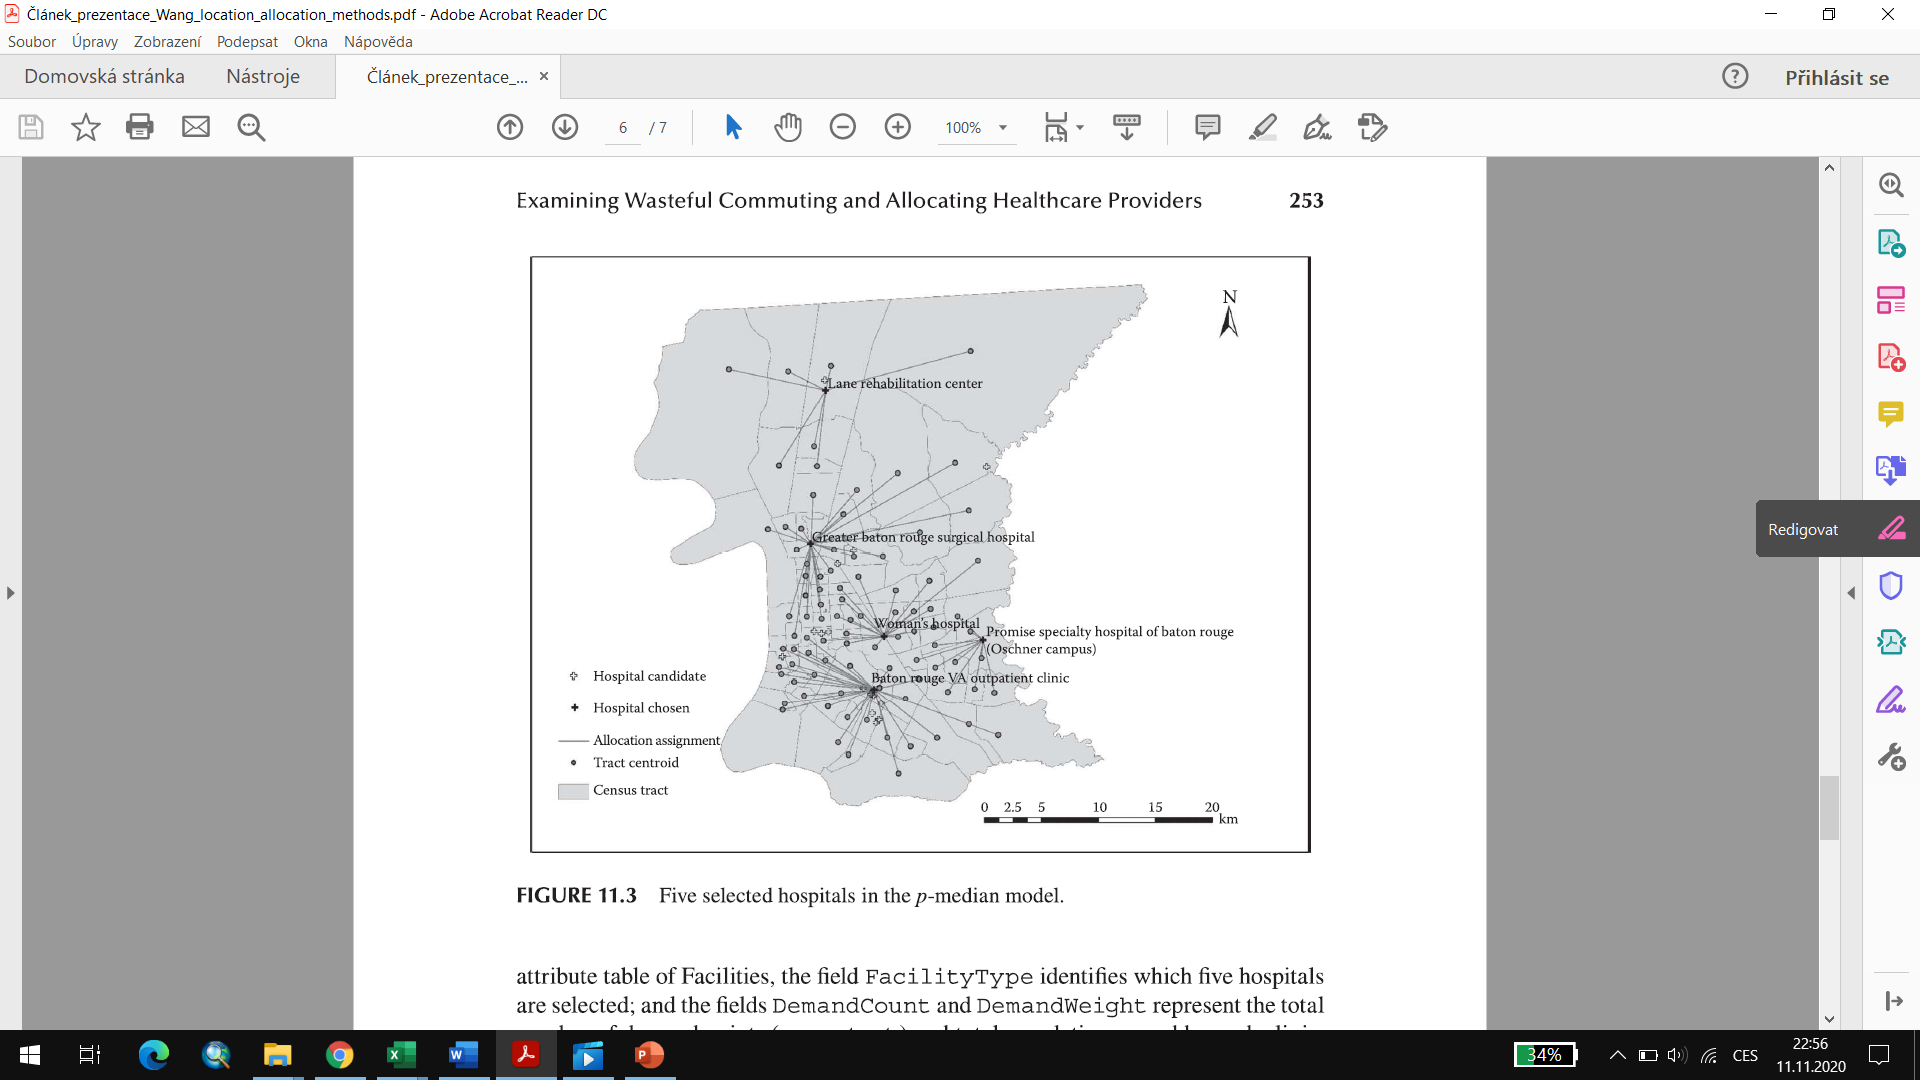 Článek_prezentace_Wang_location_allocation_methods.pdf - Adobe Acrobat Reader DC
Soubor Úpravy Zobrazení Podepsat Okna Nápověda
Domovská stránka Nástroje Článek_prezentace_... × ? Přihlásit se
6 / 7 100%
Examining Wasteful Commuting and Allocating Healthcare Providers 253
N
Lane rehabilitation center
Greater baton rouge surgical hospital
Woman's hospital
Promise specialty hospital of baton rouge
(Oschner campus)
Baton rouge VA outpatient clinic
Hospital candidate
Hospital chosen
Allocation assignment
Tract centroid
Census tract
0 2.5 5 10 15 20
km
FIGURE 11.3 Five selected hospitals in the p-median model.
attribute table of Facilities, the field FacilityType identifies which five hospitals
are selected; and the fields DemandCount and DemandWeight represent the total
Redigovat
34% CES 22:56
11.11.2020